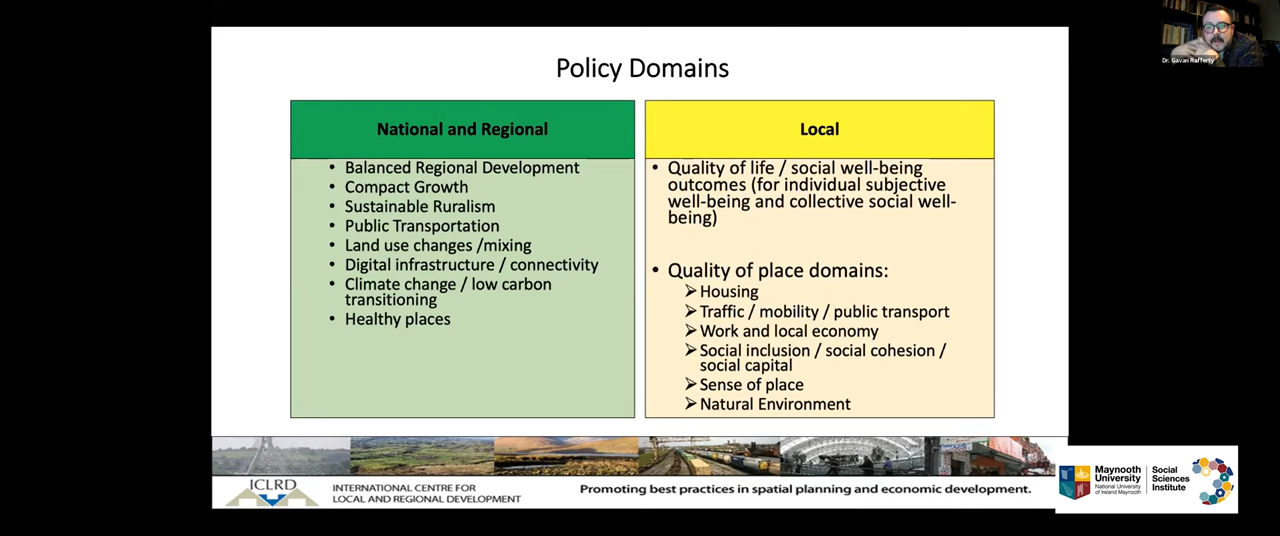 Policy Domains
National and Regional
• Balanced Regional Development
• Compact Growth
• Sustainable Ruralism
• Public Transportation
• Land use changes /mixing
• Digital infrastructure / connectivity
• Climate change / low carbon
transitioning
• Healthy places
Local
• Quality of life / social well-being
outcomes (for individual subjective
well-being and collective social well-
being)
• Quality of place domains:
➢ Housing
➢ Traffic / mobility / public transport
➢ Work and local economy
➢ Social inclusion / social cohesion /
social capital
➢ Sense of place
➢ Natural Environment
Dr. Gavan Rafferty
ICLRD
INTERNATIONAL CENTRE FOR
LOCAL AND REGIONAL DEVELOPMENT
Promoting best practices in spatial planning and economic development.
Maynooth
University
National University
of Ireland Maynooth
Social
Sciences
Institute